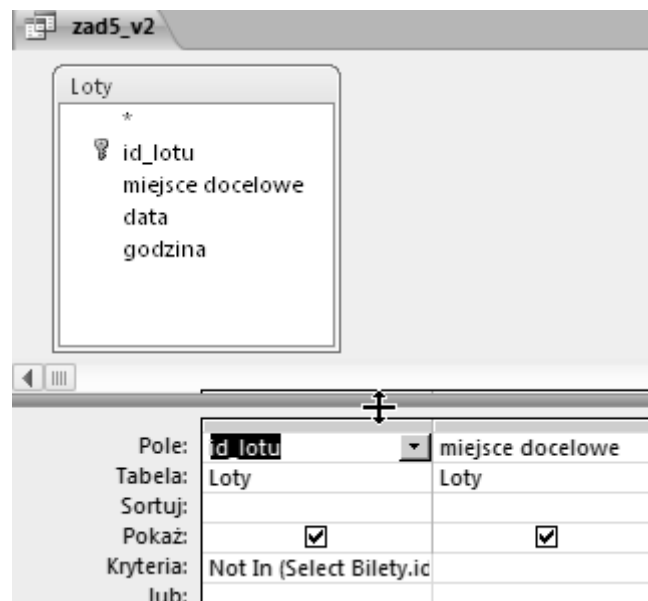 zad5_v2
Loty
*
id_lotu
miejsce docelowe
data
godzina
Pole: id_lotu miejsce docelowe
Tabela: Loty Loty
Sortuj:
Pokaż:
Kryteria: Not In (Select Bilety.ic
lub: